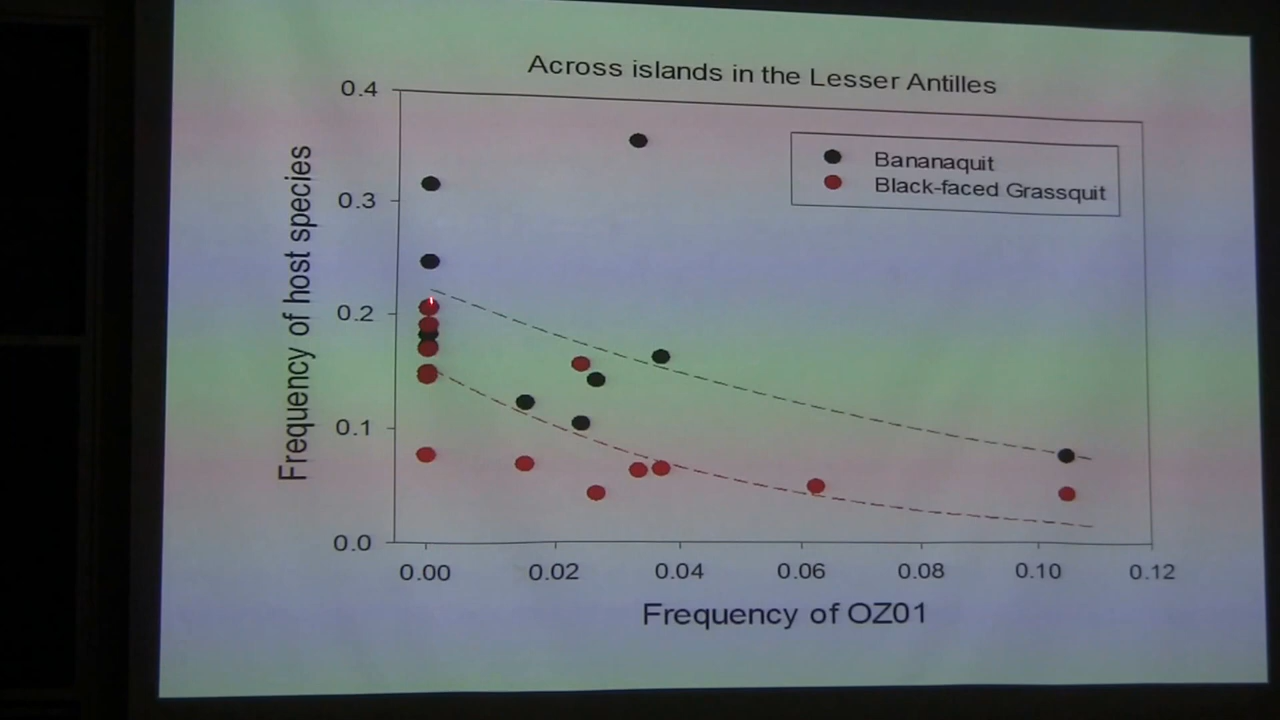 Across islands in the Lesser Antilles
Bananaquit
Black-faced Grassquit
Frequency of host species
0.4
0.3
0.2
0.1
0.0
0.00 0.02 0.04 0.06 0.08 0.10 0.12
Frequency of OZ01